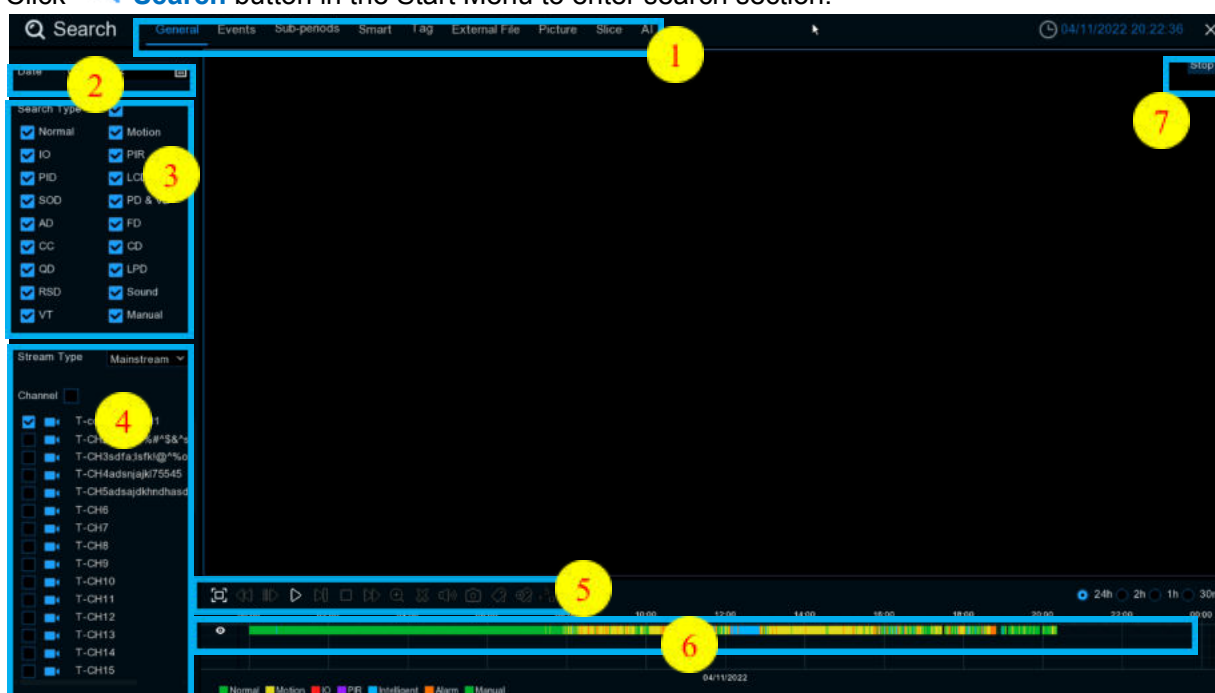 Click Search button in the Start Menu to enter search section.
Search General Events Sub-periods Smart Tag External File Picture Slice AI 04/11/2022 20:22:36
1
Date
2
Stop
7
Search Type
Normal Motion
IO PIR
PID
3
SOD PD &
AD FD
CC CD
QD LPD
RSD Sound
VT Manual
Stream Type Mainstream
Channel
4
T-CH3sdfa;lsfkl@^%o
T-CH4adsnjajkl75545
T-CH5adsajdkhndhasd
T-CH6
T-CH7
T-CH8
T-CH9
T-CH10
T-CH11
T-CH12
T-CH13
T-CH14
T-CH15
5
24h 2h 1h 30m
10:00 12:00 14:00 16:00 18:00 20:00 22:00 00:00
6
04/11/2022
Normal Motion IO PIR Intelligent Alarm Manual